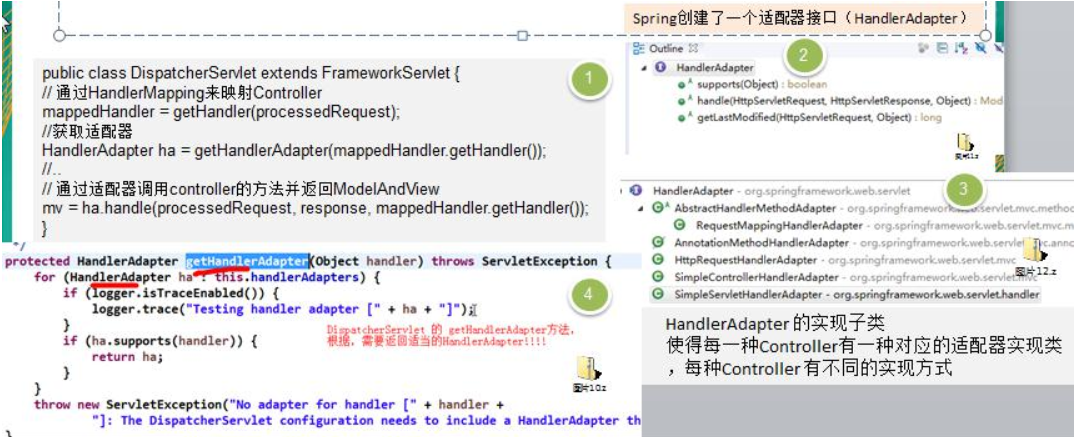 Spring创建了一个适配器接口（HandlerAdapter）
1
public class DispatcherServlet extends FrameworkServlet {
// 通过HandlerMapping来映射Controller
mappedHandler = getHandler(processedRequest);
//获取适配器
HandlerAdapter ha = getHandlerAdapter(mappedHandler.getHandler());
//..
// 通过适配器调用controller的方法并返回ModelAndView
mv = ha.handle(processedRequest, response, mappedHandler.getHandler());
}
2
Outline
HandlerAdapter
supports(Object) : boolean
handle(HttpServletRequest, HttpServletResponse, Object) : Mod
getLastModified(HttpServletRequest, Object) : long
3
HandlerAdapter - org.springframework.web.servlet
AbstractHandlerMethodAdapter - org.springframework.web.servlet.mvc.method
RequestMappingHandlerAdapter - org.springframework.web.servlet.mvc.
AnnotationMethodHandlerAdapter - org.springframework.web.servlet.mvc.anno
HttpRequestHandlerAdapter - org.springframework.web.servlet.mvc
SimpleControllerHandlerAdapter - org.springframework.web.servlet.mvc
SimpleServletHandlerAdapter - org.springframework.web.servlet.handler
图片12.z
HandlerAdapter 的实现子类
使得每一种Controller有一种对应的适配器实现类
，每种Controller 有不同的实现方式
4
*/
protected HandlerAdapter getHandlerAdapter(Object handler) throws ServletException {
for (HandlerAdapter ha : this.handlerAdapters) {
if (logger.isTraceEnabled()) {
logger.trace("Testing handler adapter [" + ha + "]");
}
if (ha.supports(handler)) {
return ha;
}
}
throw new ServletException("No adapter for handler [" + handler +
"]: The DispatcherServlet configuration needs to include a HandlerAdapter th
}
DispatcherServlet 的 getHandlerAdapter方法，
根据，需要返回适当的HandlerAdapter!!!!
图片10.z